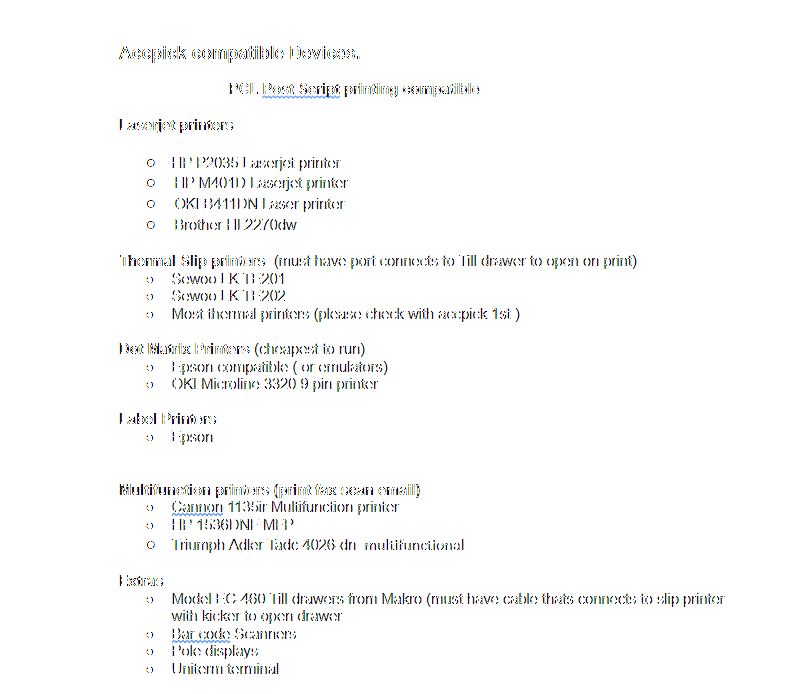 Accpick compatible Devices.
PCL Post Script printing compatible
Laserjet printers
HP P2035 Laserjet printer
HP M401D Laserjet printer
OKI B411DN Laser printer
Brother Hl 2270dw
Thermal Slip printers (must have port connects to Till drawer to open on print)
Sewoo LK TE201
Sewoo LK TE202
Most thermal printers (please check with accpick 1st )
Dot Matrix Printers (cheapest to run)
Epson compatible ( or emulators)
OKI Microline 3320 9 pin printer
Label Printers
Epson
Multifunction printers (print fax scan email)
Cannon 1135ir Multifunction printer
HP 1536DNF MFP
Triumph Adler Tadc 4026 dn multifunctional
Extras
Model EC 460 Till drawers from Makro (must have cable thats connects to slip printer
with kicker to open drawer
Bar code Scanners
Pole displays
Uniterm terminal